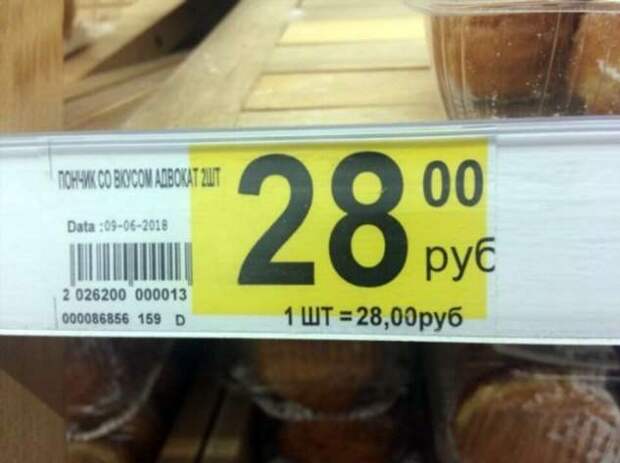 ПОНЧИК СО ВКУСОМ АДВОКАТ 2ШТ
28 00
руб
Data :09-06-2018
2 026200 000013
000086856 159 D
1 ШТ =28,00руб